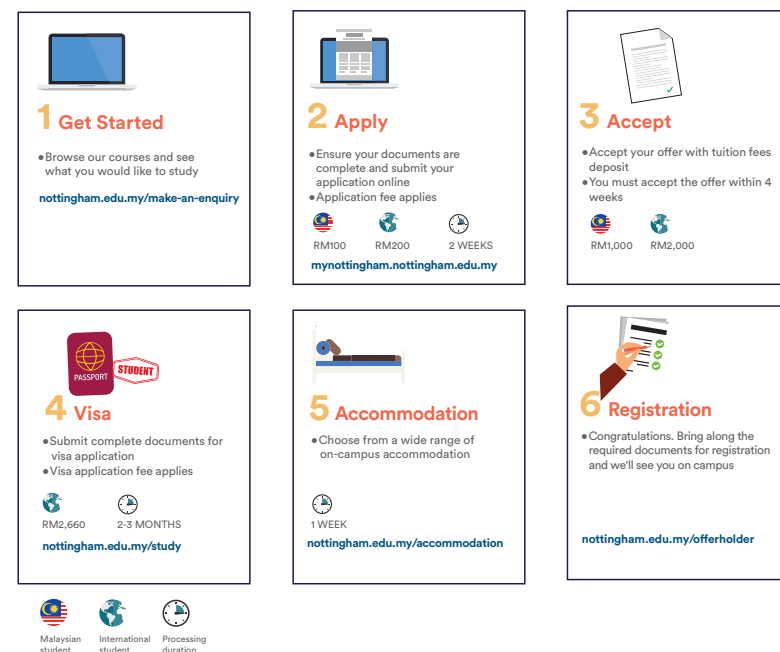 1 Get Started
•Browse our courses and see
what you would like to study
nottingham.edu.my/make-an-enquiry
2 Apply
•Ensure your documents are
complete and submit your
application online
•Application fee applies
RM100 RM200 2 WEEKS
mynottingham.nottingham.edu.my
3 Accept
•Accept your offer with tuition fees
deposit
•You must accept the offer within 4
weeks
RM1,000 RM2,000
PASSPORT
STUDENT
4 Visa
•Submit complete documents for
visa application
•Visa application fee applies
RM2,660 2-3 MONTHS
nottingham.edu.my/study
5 Accommodation
•Choose from a wide range of
on-campus accommodation
1 WEEK
nottingham.edu.my/accommodation
6 Registration
•Congratulations. Bring along the
required documents for registration
and we'll see you on campus
nottingham.edu.my/offerholder
Malaysian
student
International
student
Processing
duration